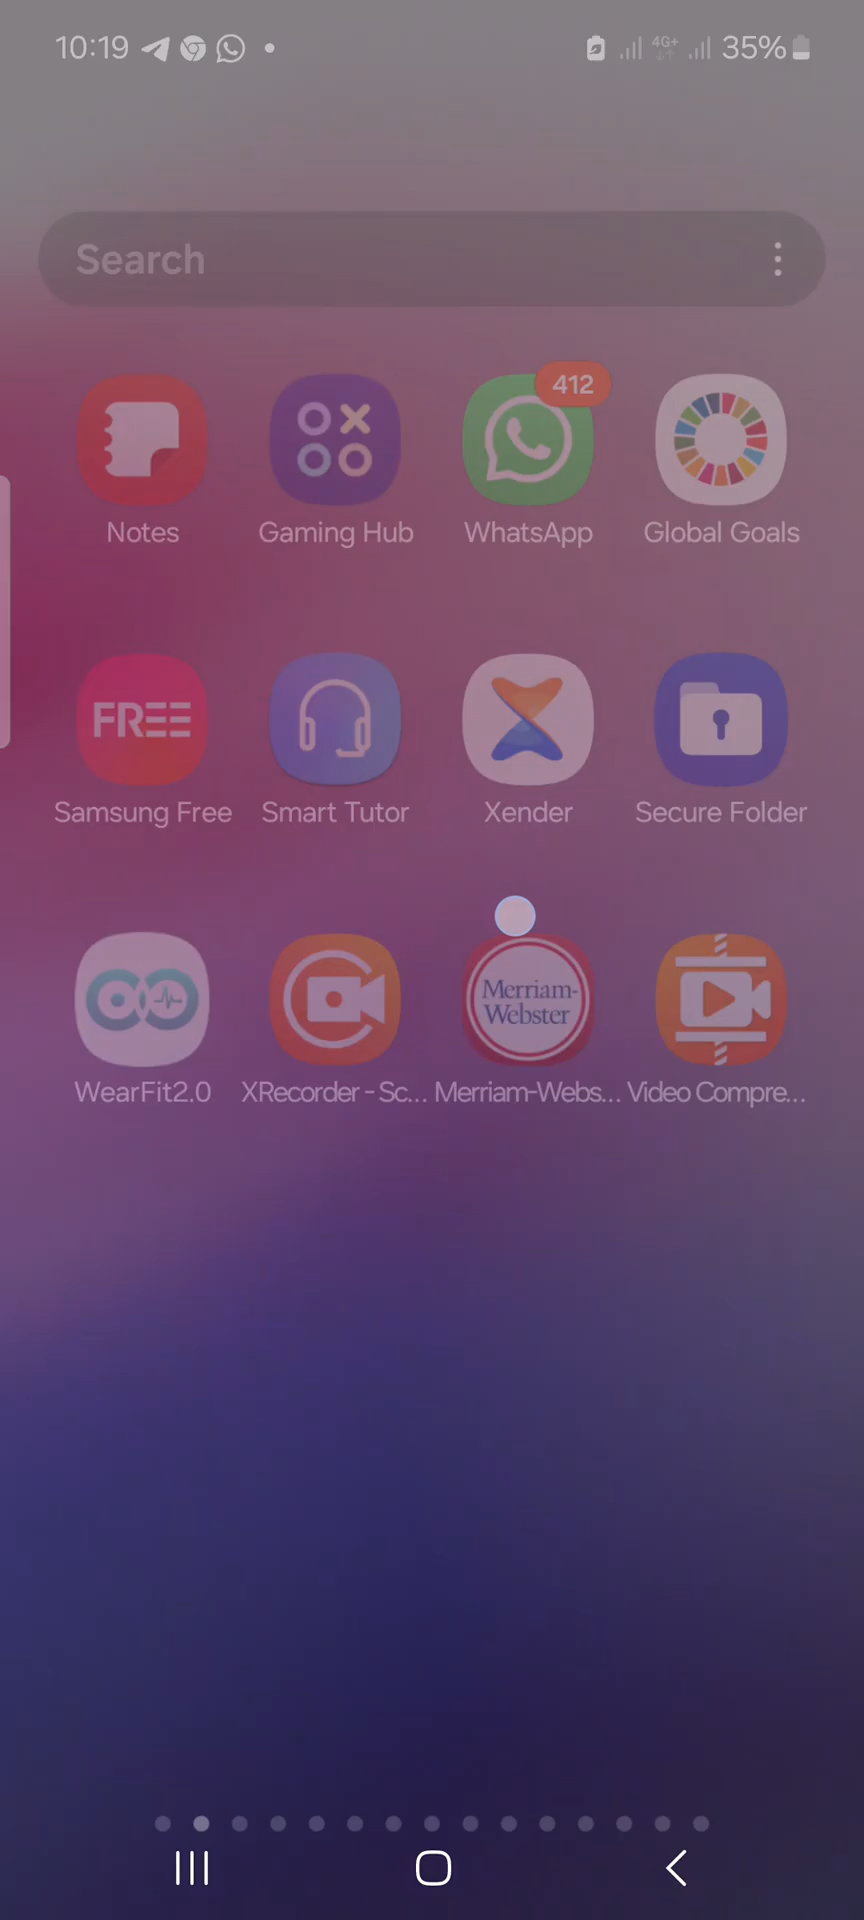 10:19 4G+ 35%
Search
412
Notes Gaming Hub WhatsApp Global Goals
FREE
Samsung Free Smart Tutor Xender Secure Folder
Merriam-
Webster
WearFit2.0 XRecorder - Sc... Merriam-Webs... Video Compre...